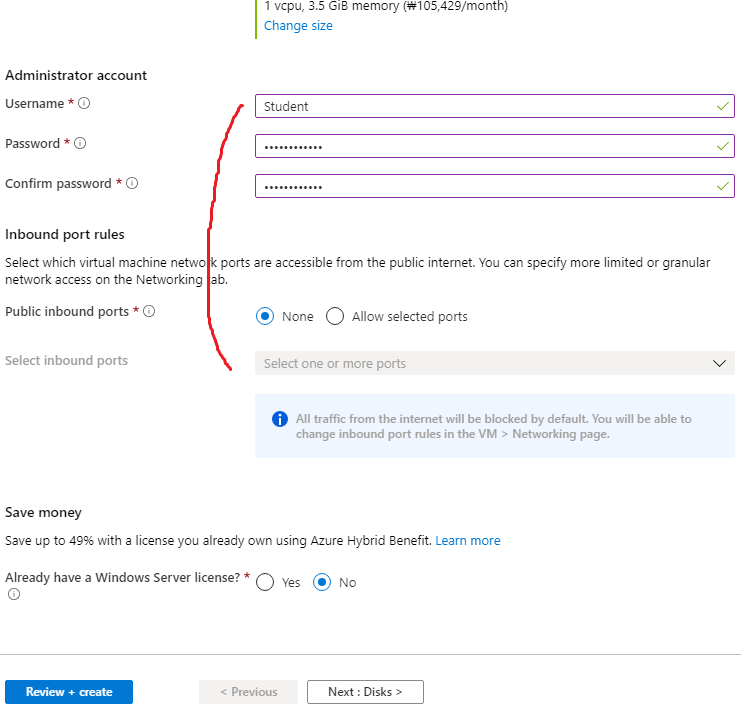 1 vcpu, 3.5 GiB memory (₩105,429/month)
Change size
Administrator account
Username *
Student
Password *
••••••••••••
Confirm password *
••••••••••••
Inbound port rules
Select which virtual machine network ports are accessible from the public internet. You can specify more limited or granular
network access on the Networking tab.
Public inbound ports *
None Allow selected ports
Select inbound ports
Select one or more ports
All traffic from the internet will be blocked by default. You will be able to
change inbound port rules in the VM > Networking page.
Save money
Save up to 49% with a license you already own using Azure Hybrid Benefit. Learn more
Already have a Windows Server license? *
Yes No
Review + create
< Previous
Next : Disks >